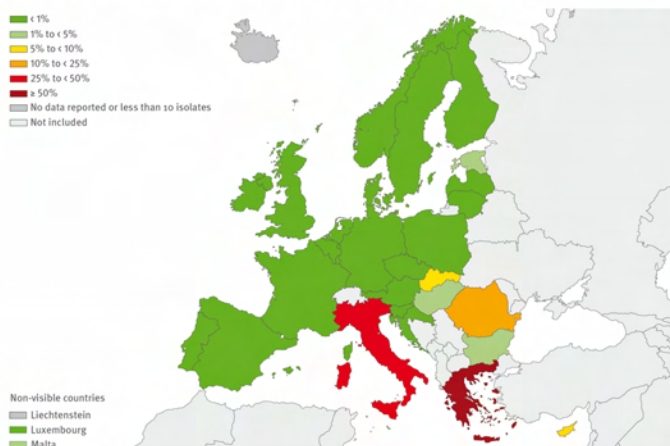 < 1%
1% to < 5%
5% to < 10%
10% to < 25%
25% to < 50%
≥ 50%
No data reported or less than 10 isolates
Not included
Non-visible countries
Liechtenstein
Luxembourg
Malta